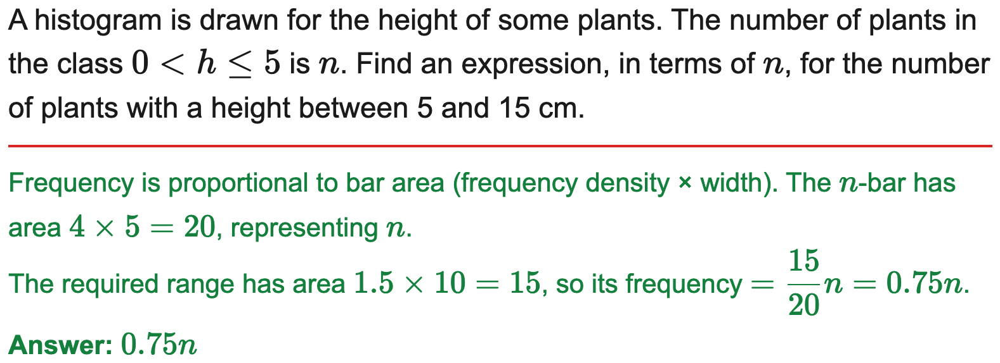 A histogram is drawn for the height of some plants. The number of plants in
the class 0 < h ≤ 5 is n. Find an expression, in terms of n, for the number
of plants with a height between 5 and 15 cm.
Frequency is proportional to bar area (frequency density × width). The n-bar has
area 4 × 5 = 20, representing n.
The required range has area 1.5 × 10 = 15, so its frequency = 15/20 n = 0.75n.
Answer: 0.75n